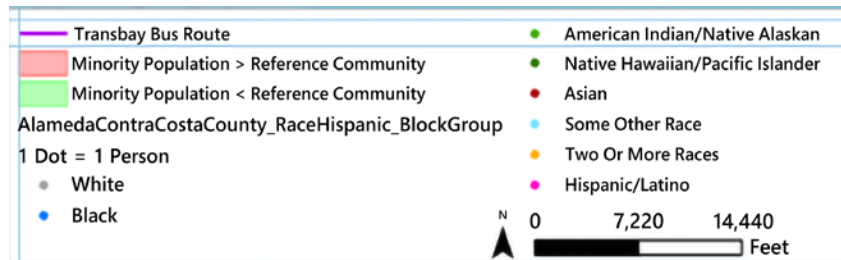 Transbay Bus Route
Minority Population > Reference Community
Minority Population < Reference Community
AlamedaContraCostaCounty_RaceHispanic_BlockGroup
1 Dot = 1 Person
White
Black
American Indian/Native Alaskan
Native Hawaiian/Pacific Islander
Asian
Some Other Race
Two Or More Races
Hispanic/Latino
N
0 7,220 14,440
Feet